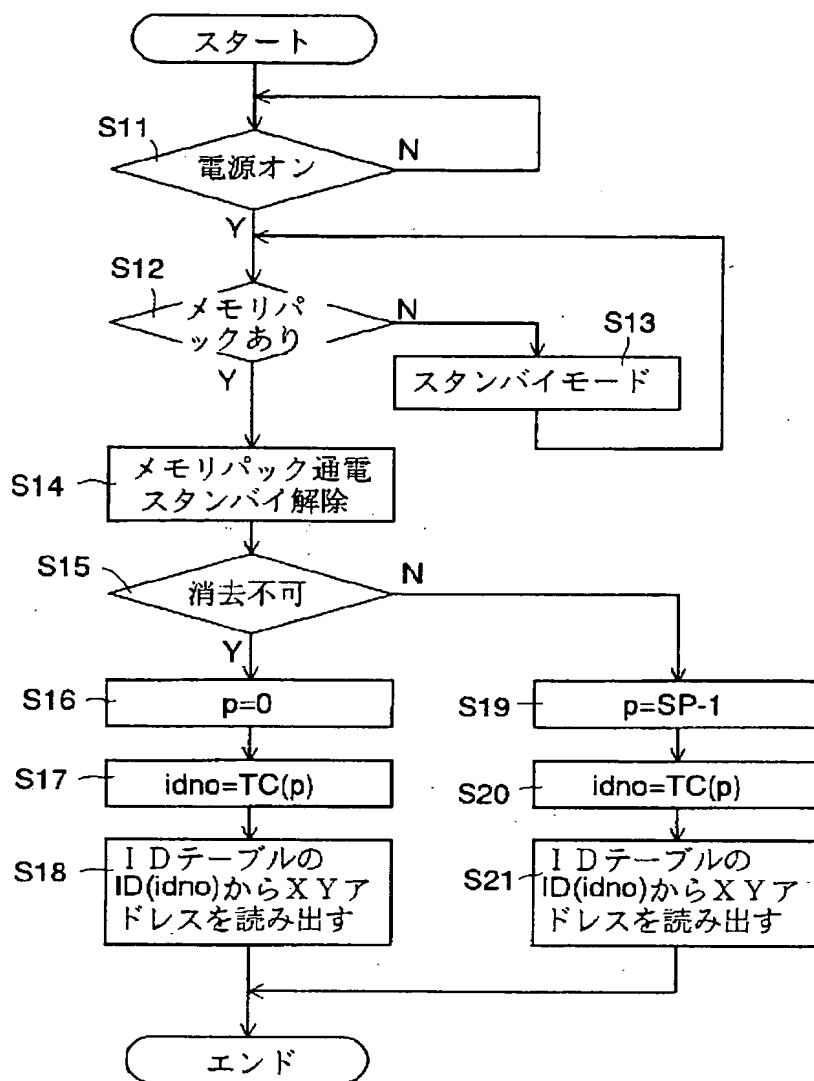 スタート
S11
電源オン
N
Y
S12
メモリパ
ックあり
N
S13
スタンバイモード
Y
S14
メモリパック通電
スタンバイ解除
S15
消去不可
N
Y
S16
p=0
S19
p=SP-1
S17
idno=TC(p)
S20
idno=TC(p)
S18
ＩＤテーブルの
ID(idno)からＸＹア
ドレスを読み出す
S21
ＩＤテーブルの
ID(idno)からＸＹア
ドレスを読み出す
エンド